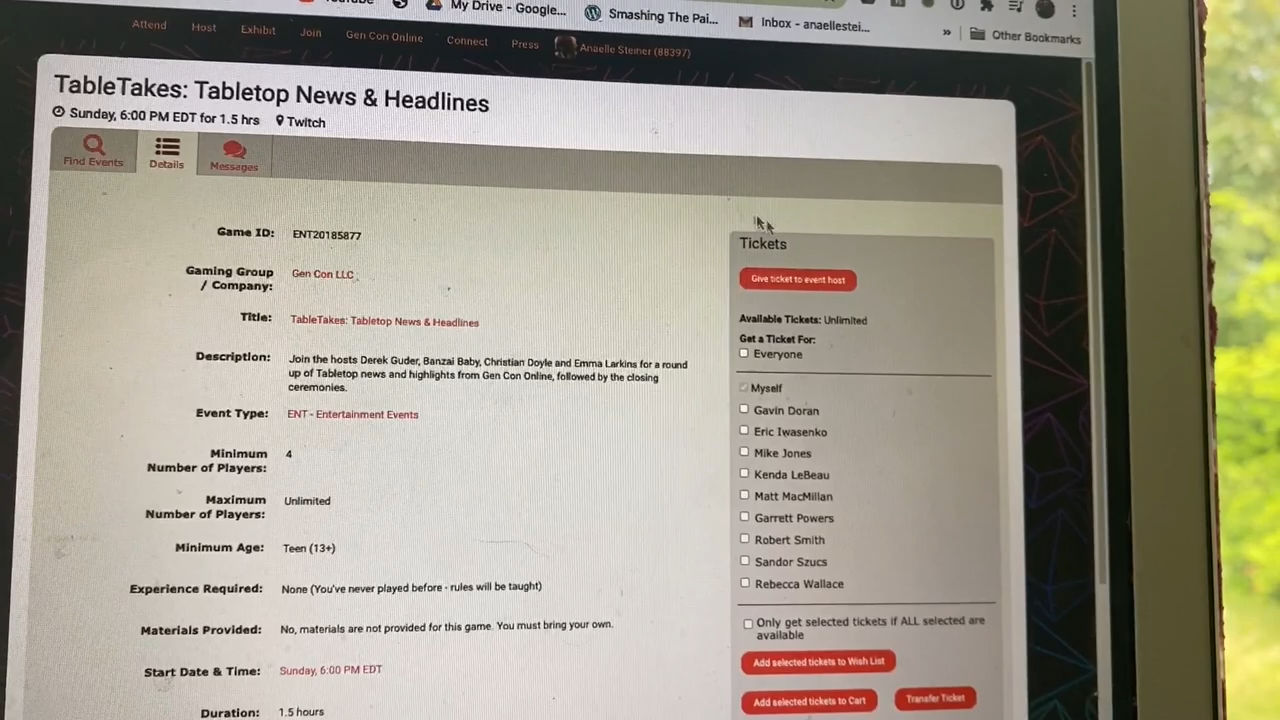 My Drive - Google...
Smashing The Pai...
Inbox - anaellestei...
»
Other Bookmarks
Attend
Host
Exhibit
Join
Gen Con Online
Connect
Press
Anaelle Steiner (88397)
TableTakes: Tabletop News & Headlines
Sunday, 6:00 PM EDT for 1.5 hrs
Twitch
Find Events
Details
Messages
Game ID: ENT20185877
Gaming Group
/ Company:
Gen Con LLC
Title: TableTakes: Tabletop News & Headlines
Description: Join the hosts Derek Guder, Banzai Baby, Christian Doyle and Emma Larkins for a round
up of Tabletop news and highlights from Gen Con Online, followed by the closing
ceremonies.
Event Type: ENT - Entertainment Events
Minimum
Number of Players:
4
Maximum
Number of Players:
Unlimited
Minimum Age: Teen (13+)
Experience Required: None (You've never played before - rules will be taught)
Materials Provided: No, materials are not provided for this game. You must bring your own.
Start Date & Time: Sunday, 6:00 PM EDT
Duration: 1.5 hours
Tickets
Give ticket to event host
Available Tickets: Unlimited
Get a Ticket For:
Everyone
Myself
Gavin Doran
Eric Iwasenko
Mike Jones
Kenda LeBeau
Matt MacMillan
Garrett Powers
Robert Smith
Sandor Szucs
Rebecca Wallace
Only get selected tickets if ALL selected are
available
Add selected tickets to Wish List
Add selected tickets to Cart
Transfer Ticket